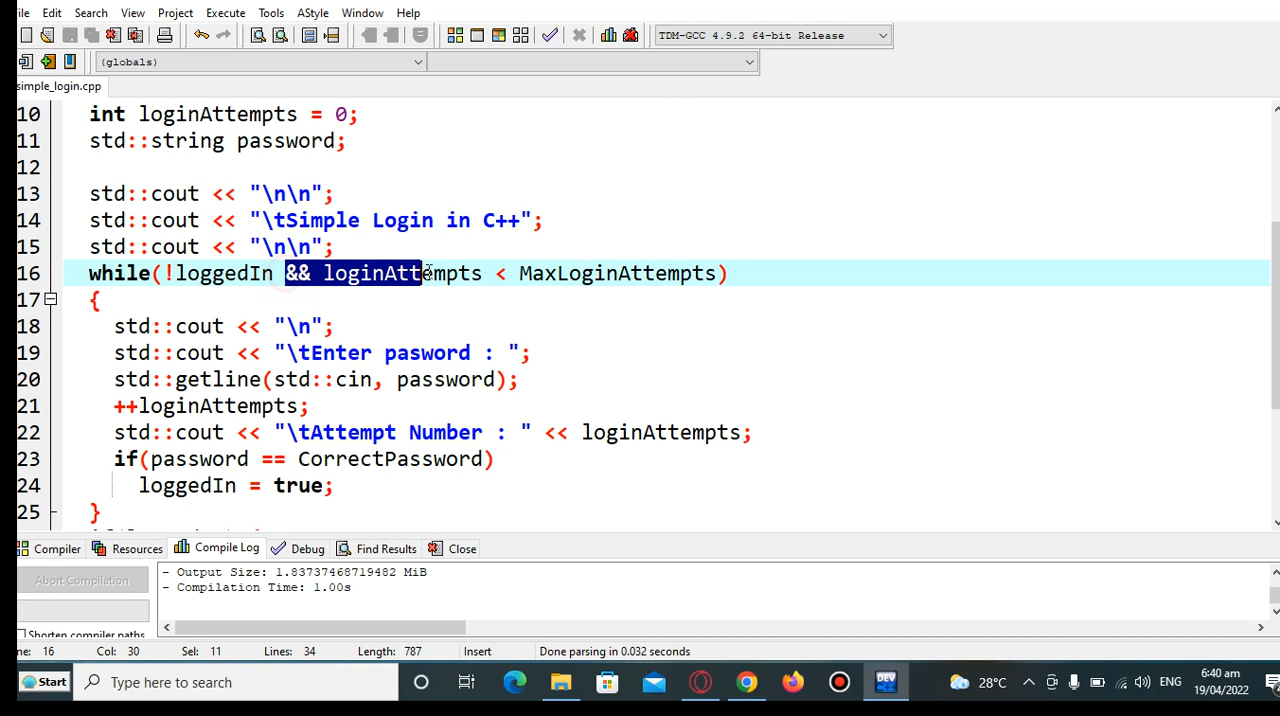 File Edit Search View Project Execute Tools AStyle Window Help
TDM-GCC 4.9.2 64-bit Release
(globals)
simple_login.cpp
10 int loginAttempts = 0;
11 std::string password;
12
13 std::cout << "\n\n";
14 std::cout << "\tSimple Login in C++";
15 std::cout << "\n\n";
16 while(!loggedIn && loginAttempts < MaxLoginAttempts)
17 {
18 std::cout << "\n";
19 std::cout << "\tEnter pasword : ";
20 std::getline(std::cin, password);
21 ++loginAttempts;
22 std::cout << "\tAttempt Number : " << loginAttempts;
23 if(password == CorrectPassword)
24 loggedIn = true;
25 }
Compiler Resources Compile Log Debug Find Results Close
Abort Compilation
- Output Size: 1.83737468719482 MiB
- Compilation Time: 1.00s
Shorten compiler paths
ne: 16 Col: 30 Sel: 11 Lines: 34 Length: 787 Insert Done parsing in 0.032 seconds
Start Type here to search DEV 28°C ENG 6:40 am
19/04/2022